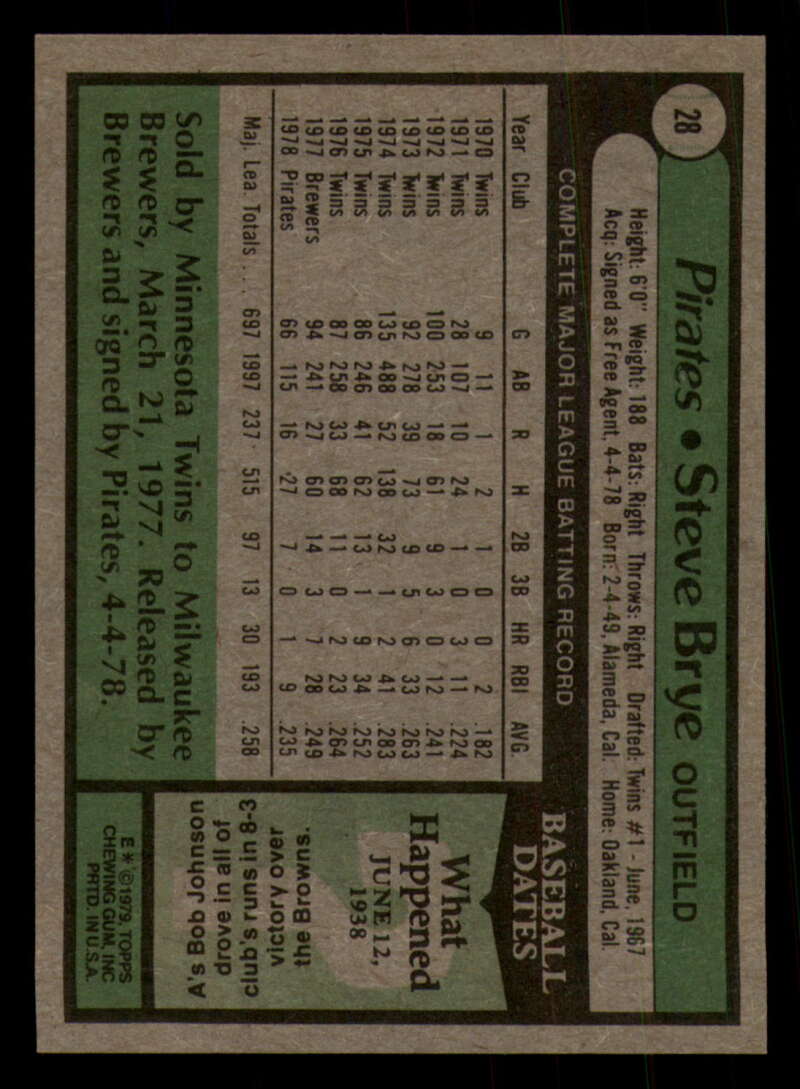 28
Pirates • Steve Brye OUTFIELD
Height: 6'0" Weight: 188 Bats: Right Throws: Right Drafted: Twins #1 - June, 1967
Acq: Signed as Free Agent, 4-4-78 Born: 2-4-49, Alameda, Cal. Home: Oakland, Cal.
COMPLETE MAJOR LEAGUE BATTING RECORD
Year Club G AB R H 2B 3B HR RBI AVG.
1970 Twins 9 11 1 2 1 0 0 2 .182
1971 Twins 28 107 10 24 1 0 3 11 .224
1972 Twins 100 253 18 61 9 3 0 12 .241
1973 Twins 92 278 39 73 9 5 6 33 .263
1974 Twins 135 488 52 138 32 1 2 41 .283
1975 Twins 86 246 41 62 13 1 9 34 .252
1976 Twins 87 258 33 68 11 0 2 23 .264
1977 Brewers 94 241 27 60 14 3 7 28 .249
1978 Pirates 66 115 16 27 7 0 1 9 .235
Maj. Lea. Totals . . . 697 1997 237 515 97 13 30 193 .258
Sold by Minnesota Twins to Milwaukee
Brewers, March 21, 1977. Released by
Brewers and signed by Pirates, 4-4-78.
BASEBALL
DATES
What
Happened
JUNE 12,
1938
A's Bob Johnson
drove in all of
club's runs in 8-3
victory over
the Browns.
E * ©1979, TOPPS
CHEWING GUM, INC
PRTD. IN U.S.A.